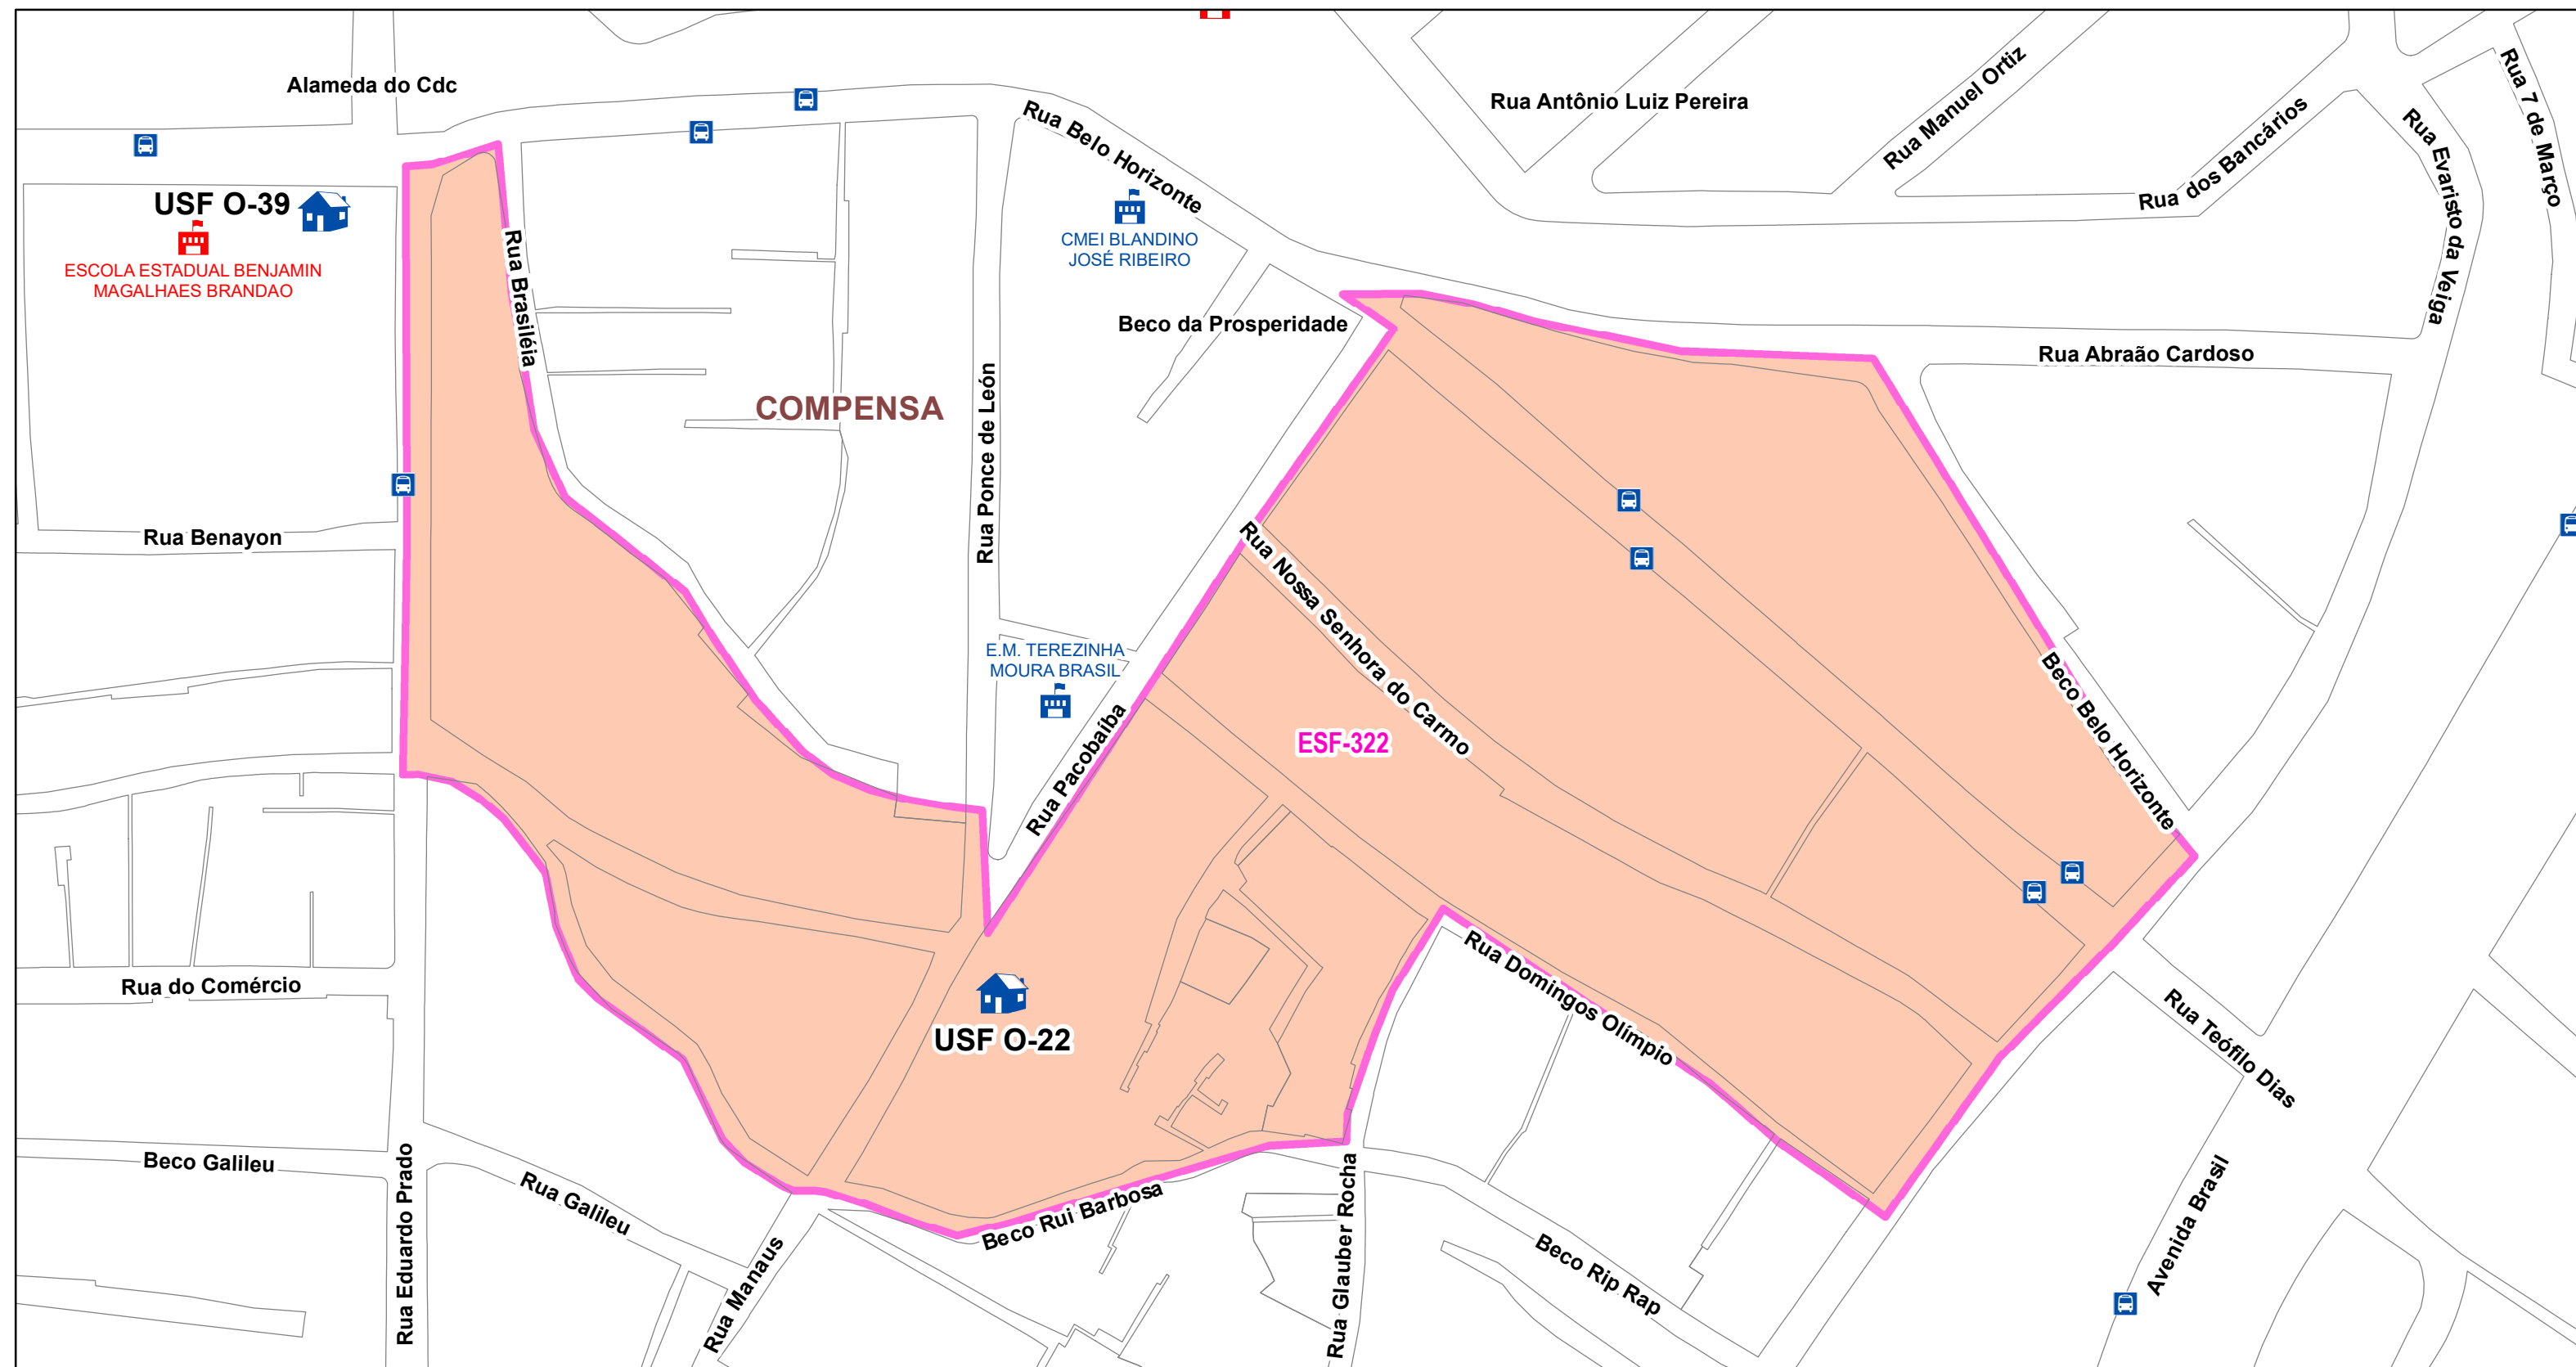 Alameda do Cdc
Rua Antônio Luiz Pereira
Rua Manuel Ortiz
Rua dos Bancários
Rua Evaristo da Veiga
Rua 7 de Março
Rua Belo Horizonte
USF O-39
ESCOLA ESTADUAL BENJAMIN
MAGALHAES BRANDAO
CMEI BLANDINO
JOSÉ RIBEIRO
Rua Brasiléia
Beco da Prosperidade
Rua Abraão Cardoso
COMPENSA
Rua Ponce de León
Rua Benayon
Rua Nossa Senhora do Carmo
E.M. TEREZINHA
MOURA BRASIL
Rua Pacobaíba
ESF-322
Beco Belo Horizonte
Rua do Comércio
USF O-22
Rua Domingos Olímpio
Rua Teófilo Dias
Beco Galileu
Rua Eduardo Prado
Rua Galileu
Rua Manaus
Beco Rui Barbosa
Rua Glauber Rocha
Beco Rip Rap
Avenida Brasil